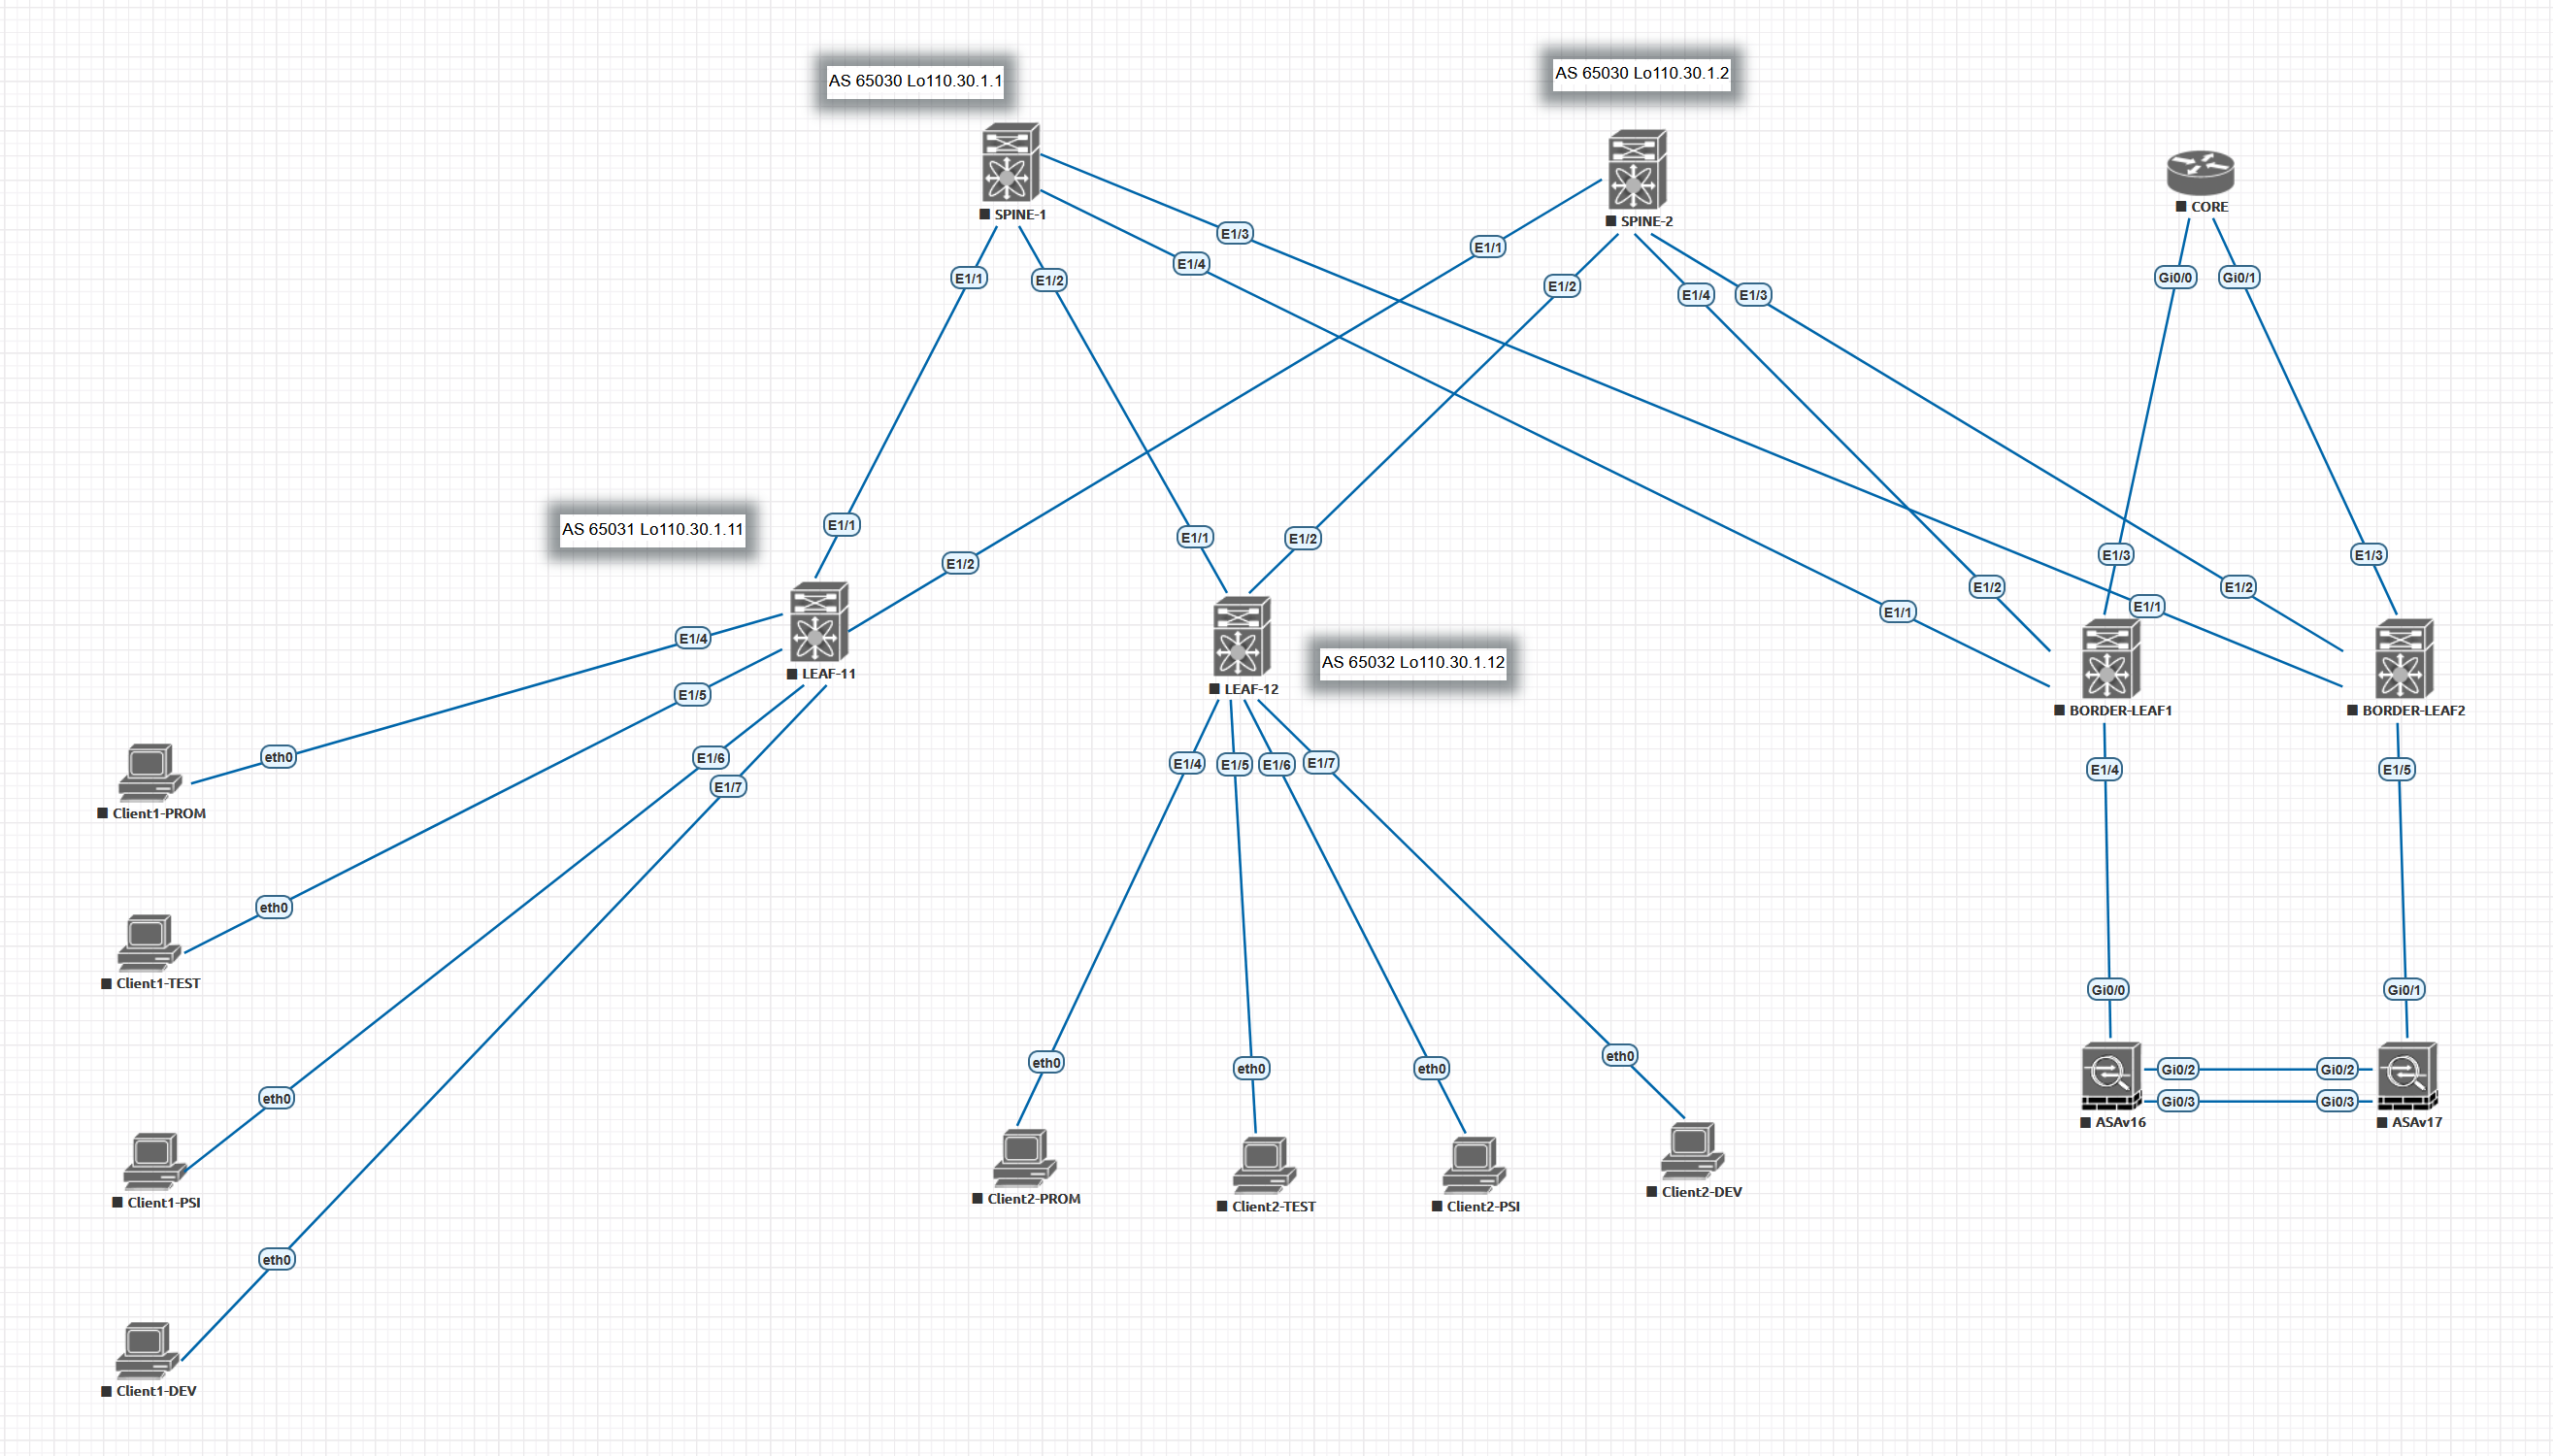 AS 65030 Lo110.30.1.1
AS 65030 Lo110.30.1.2
SPINE-1
SPINE-2
CORE
E1/3
E1/4
E1/1
E1/1
E1/2
E1/2
E1/4
E1/3
Gi0/0
Gi0/1
AS 65031 Lo110.30.1.11
E1/1
E1/2
E1/1
E1/2
E1/3
E1/3
E1/2
E1/2
E1/1
E1/1
E1/4
E1/5
LEAF-11
AS 65032 Lo110.30.1.12
LEAF-12
BORDER-LEAF1
BORDER-LEAF2
eth0
E1/6
E1/7
E1/4
E1/5
E1/6
E1/7
E1/4
E1/5
Client1-PROM
eth0
Client1-TEST
Gi0/0
Gi0/1
eth0
eth0
eth0
eth0
eth0
Gi0/2
Gi0/2
Gi0/3
Gi0/3
ASAv16
ASAv17
Client1-PSI
Client2-PROM
Client2-TEST
Client2-PSI
Client2-DEV
eth0
Client1-DEV